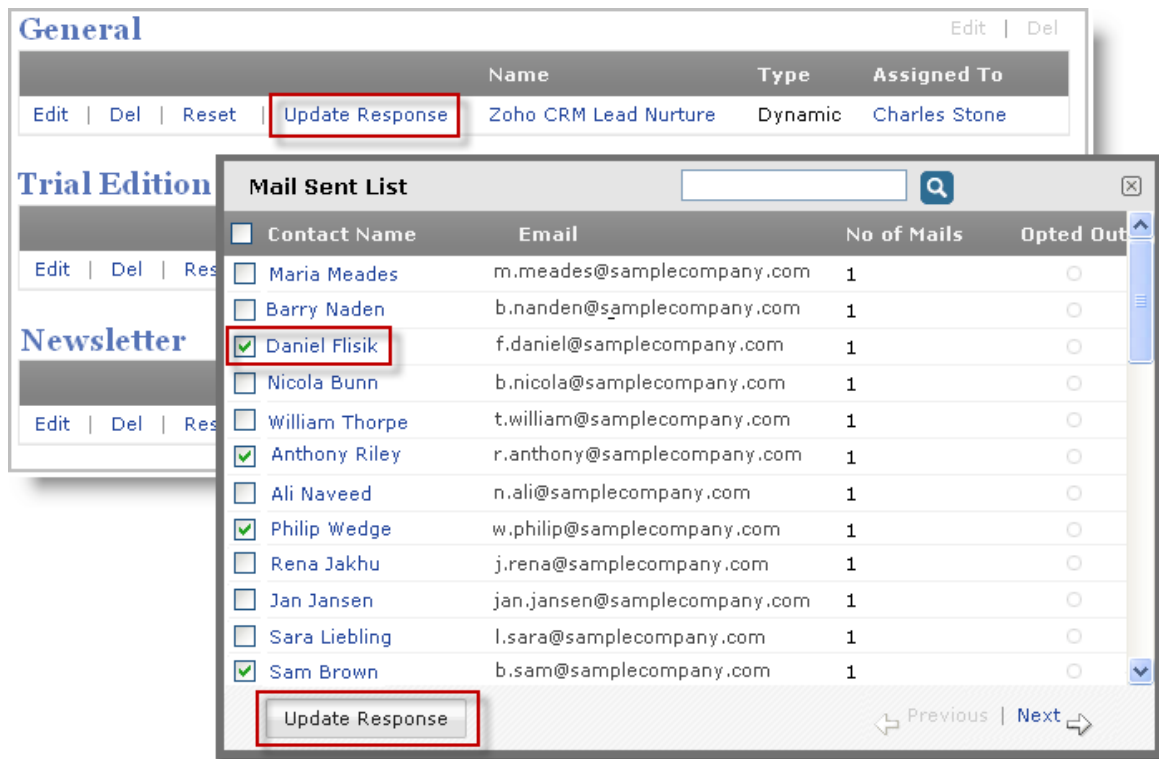 General
Edit | Del
Name Type Assigned To
Edit | Del | Reset | Update Response Zoho CRM Lead Nurture Dynamic Charles Stone
Trial Edition
Edit | Del | Res
Newsletter
Edit | Del | Res
Mail Sent List
Contact Name Email No of Mails Opted Out
Maria Meades m.meades@samplecompany.com 1
Barry Naden b.nanden@samplecompany.com 1
Daniel Flisik f.daniel@samplecompany.com 1
Nicola Bunn b.nicola@samplecompany.com 1
William Thorpe t.william@samplecompany.com 1
Anthony Riley r.anthony@samplecompany.com 1
Ali Naveed n.ali@samplecompany.com 1
Philip Wedge w.philip@samplecompany.com 1
Rena Jakhu j.rena@samplecompany.com 1
Jan Jansen jan.jansen@samplecompany.com 1
Sara Liebling l.sara@samplecompany.com 1
Sam Brown b.sam@samplecompany.com 1
Update Response Previous | Next